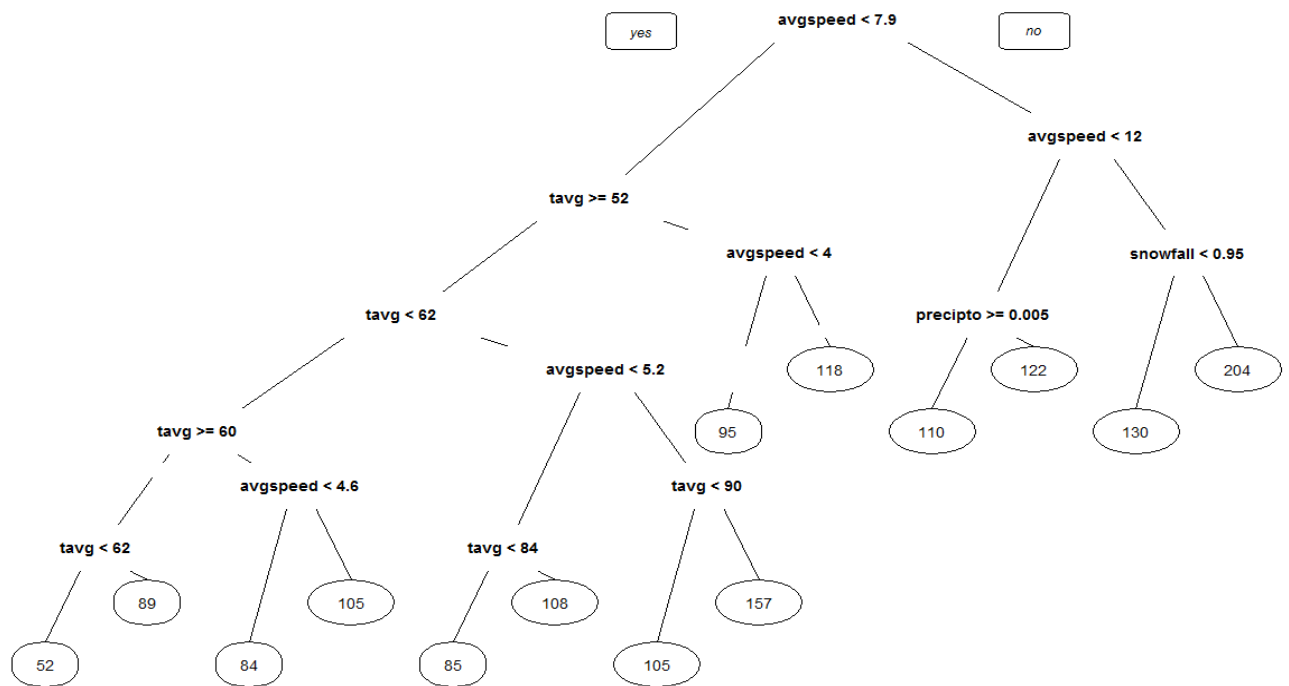 avgspeed < 7.9
yes
no
avgspeed < 12
tavg >= 52
avgspeed < 4
snowfall < 0.95
tavg < 62
precipto >= 0.005
avgspeed < 5.2
118
122
204
tavg >= 60
95
110
130
avgspeed < 4.6
tavg < 90
tavg < 62
tavg < 84
89
105
108
157
52
84
85
105